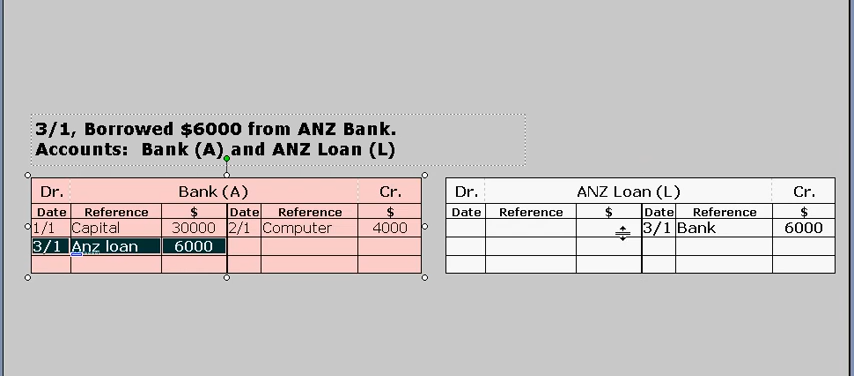 3/1, Borrowed $6000 from ANZ Bank.
Accounts: Bank (A) and ANZ Loan (L)
Dr. Bank (A) Cr.
Date Reference $ Date Reference $
1/1 Capital 30000 2/1 Computer 4000
3/1 Anz loan 6000
Dr. ANZ Loan (L) Cr.
Date Reference $ Date Reference $
3/1 Bank 6000